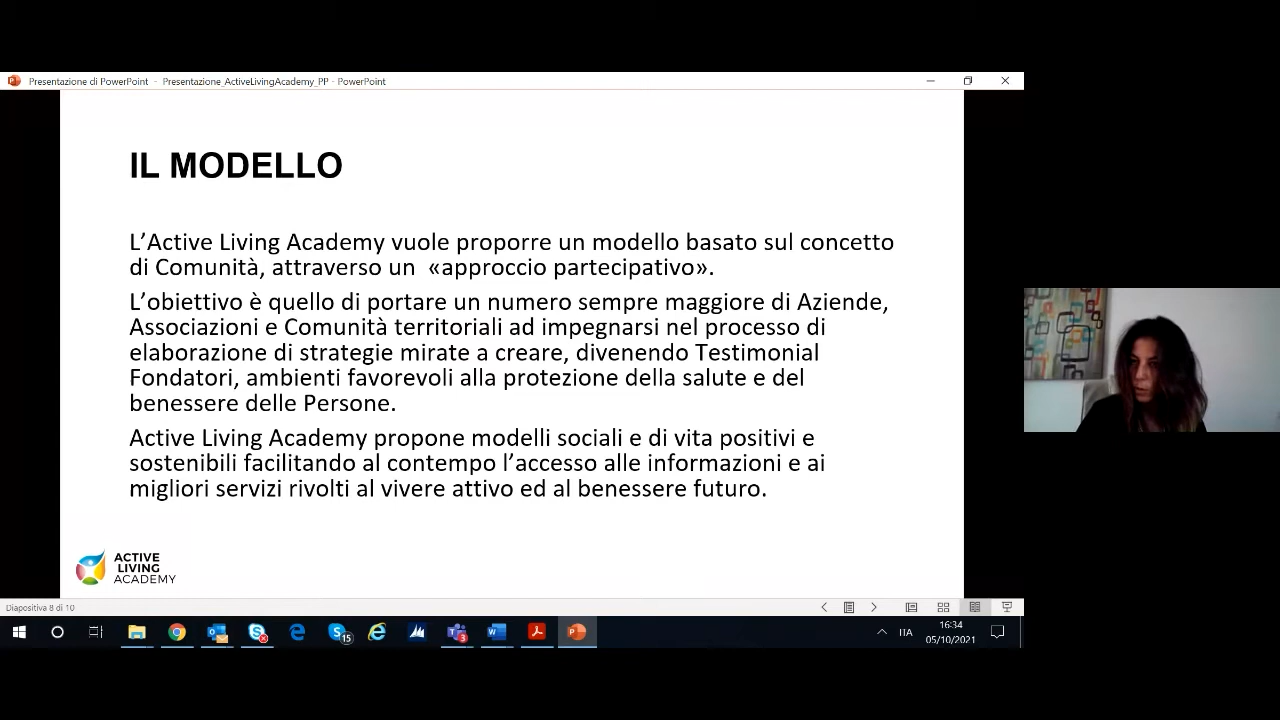 Presentazione di PowerPoint - Presentazione_ActiveLivingAcademy_PP - PowerPoint
IL MODELLO
L’Active Living Academy vuole proporre un modello basato sul concetto
di Comunità, attraverso un «approccio partecipativo».
L’obiettivo è quello di portare un numero sempre maggiore di Aziende,
Associazioni e Comunità territoriali ad impegnarsi nel processo di
elaborazione di strategie mirate a creare, divenendo Testimonial
Fondatori, ambienti favorevoli alla protezione della salute e del
benessere delle Persone.
Active Living Academy propone modelli sociali e di vita positivi e
sostenibili facilitando al contempo l’accesso alle informazioni e ai
migliori servizi rivolti al vivere attivo ed al benessere futuro.
ACTIVE
LIVING
ACADEMY
Diapositiva 8 di 10
15
3
ITA
16:34
05/10/2021